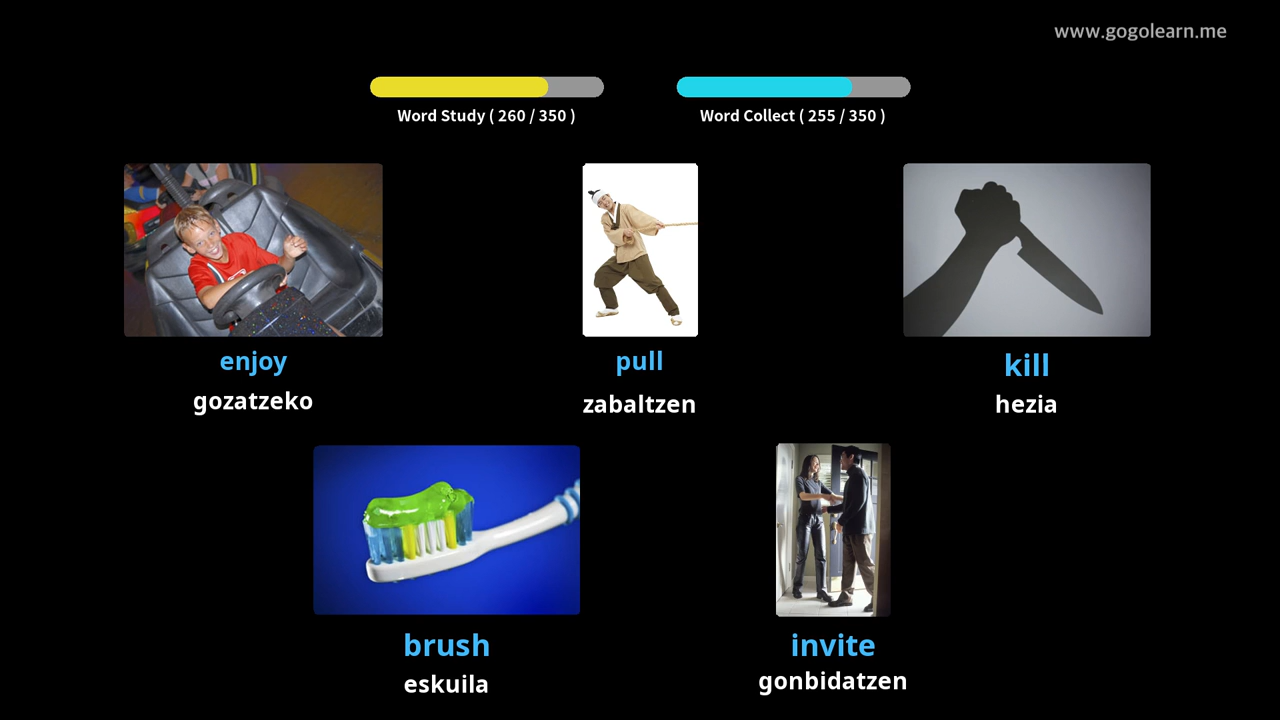 www.gogolearn.me
Word Study ( 260 / 350 )
Word Collect ( 255 / 350 )
enjoy
gozatzeko
pull
zabaltzen
kill
hezia
brush
eskuila
invite
gonbidatzen